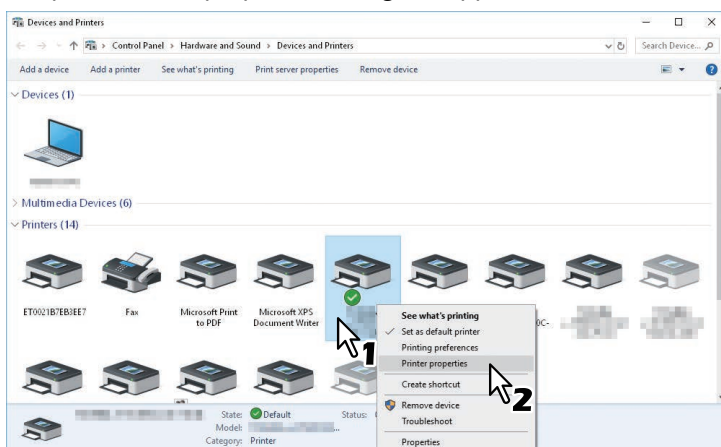 Devices and Printers
Control Panel > Hardware and Sound > Devices and Printers
Search Device...
Add a device Add a printer See what's printing Print server properties Remove device
Devices (1)
Multimedia Devices (6)
Printers (14)
ET0021B7EB3EE7 Fax Microsoft Print to PDF Microsoft XPS Document Writer
0C-
1
See what's printing
Set as default printer
Printing preferences
Printer properties
2
Create shortcut
Remove device
Troubleshoot
Properties
State: Default Status:
Model:
Category: Printer